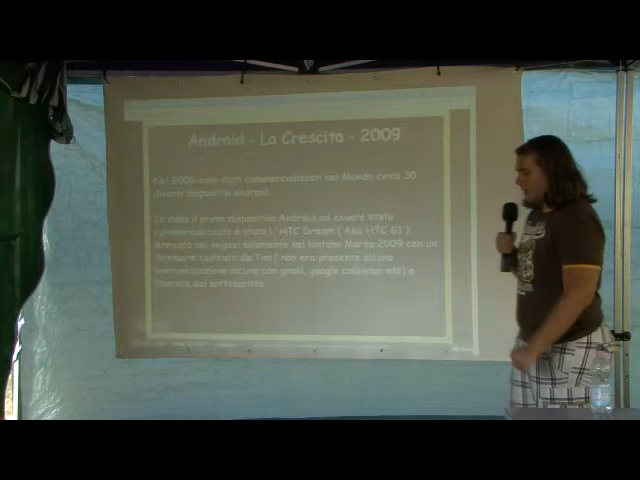 Android - La Crescita - 2009
Nel 2009 sono stati commercializzati nel Mondo circa 30
diversi dispositivi android.
In Italia il primo dispositivo Android ad essere stato
commercializzato è stato l'HTC Dream ( Aka HTC G1 ).
Arrivato nei negozi solamente nel lontano Marzo 2009 con un
firmware castrato da Tim ( non era presente alcuna
sincronizzazione alcuna con gmail, google calendar etc) e
liberato dal sottoscritto